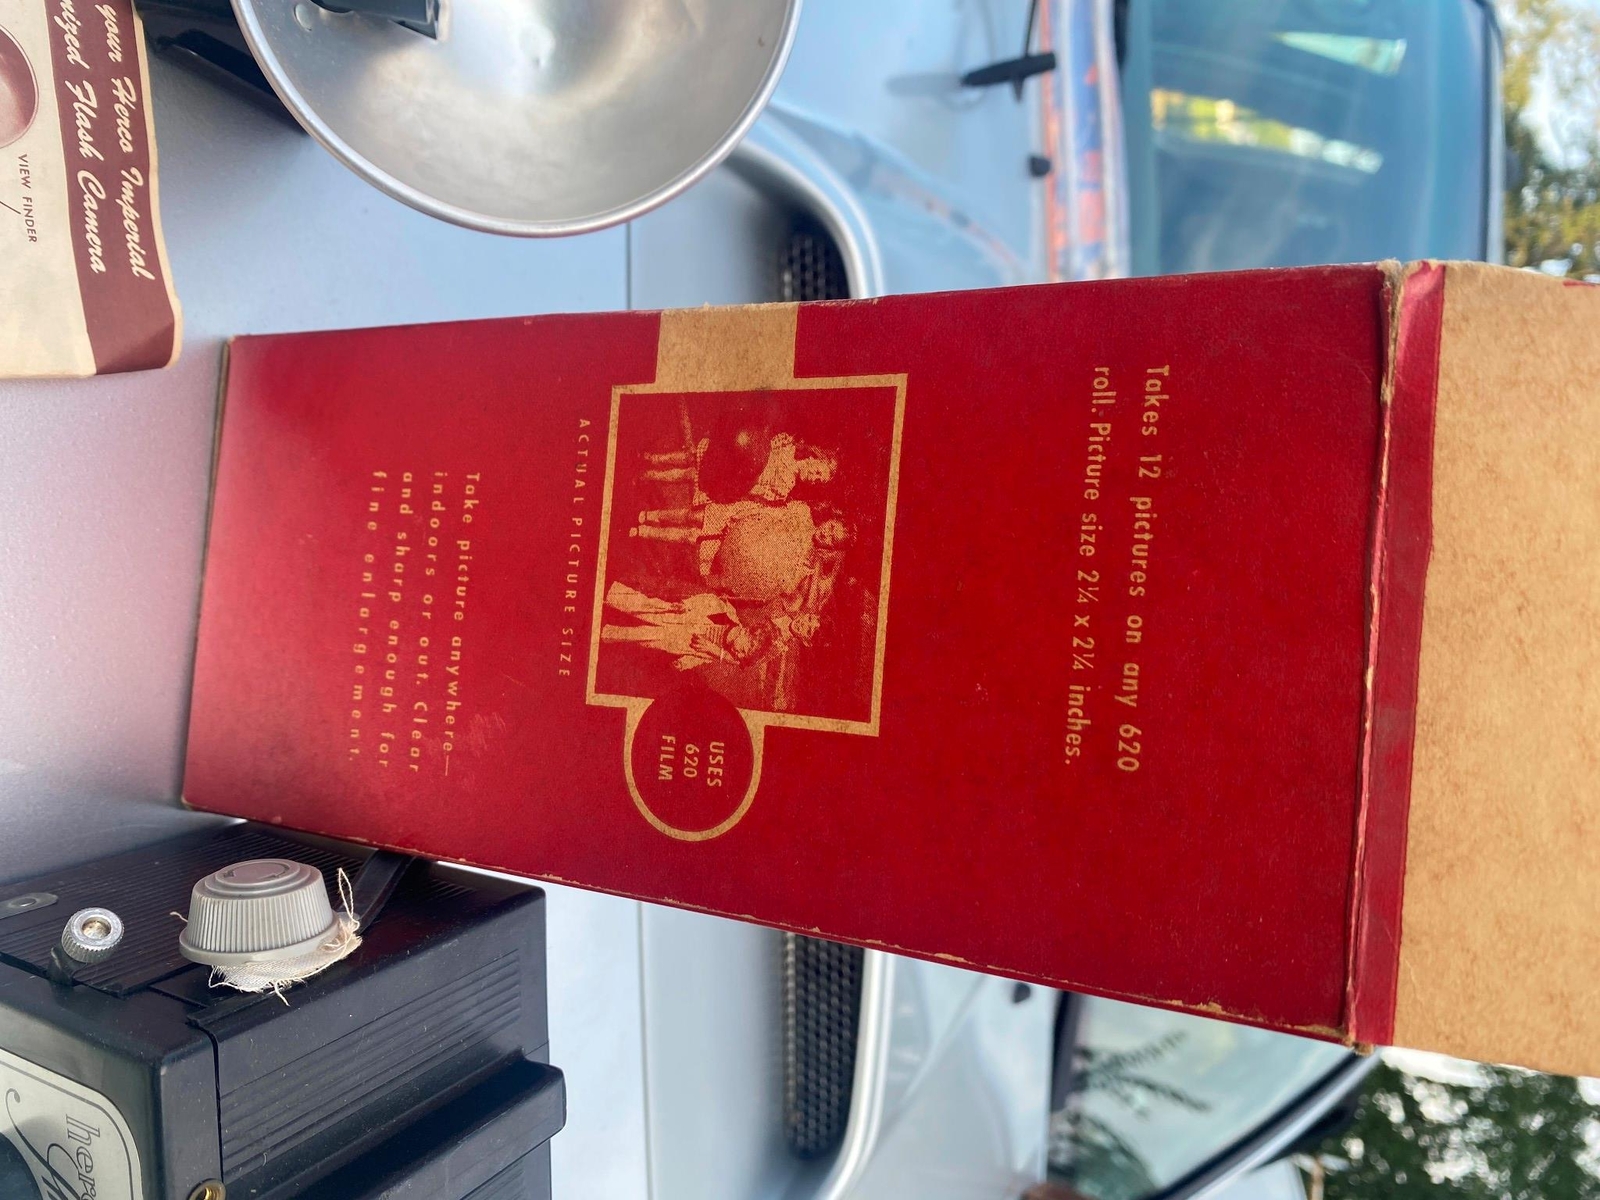 Takes 12 pictures on any 620
roll. Picture size 2¼ x 2¼ inches.
USES
620
FILM
ACTUAL PICTURE SIZE
Take picture anywhere—
indoors or out. Clear
and sharp enough for
fine enlargement.
your Herco Imperial
Flash Camera
VIEW FINDER